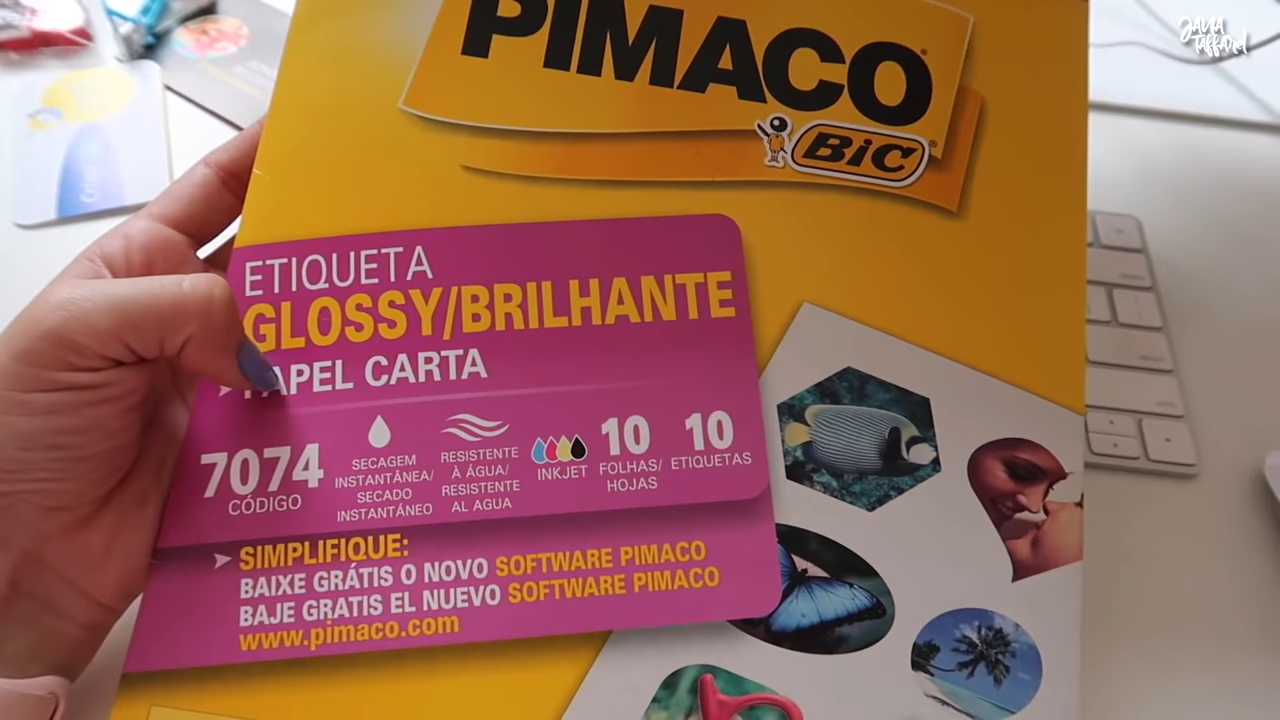 Jana
Taffarel
PIMACO
BiC
ETIQUETA
GLOSSY/BRILHANTE
PAPEL CARTA
7074
CÓDIGO
SECAGEM
INSTANTÂNEA/
SECADO
INSTANTÁNEO
RESISTENTE
À ÁGUA/
RESISTENTE
AL AGUA
INKJET
10
FOLHAS/
HOJAS
10
ETIQUETAS
SIMPLIFIQUE:
BAIXE GRÁTIS O NOVO SOFTWARE PIMACO
BAJE GRATIS EL NUEVO SOFTWARE PIMACO
www.pimaco.com